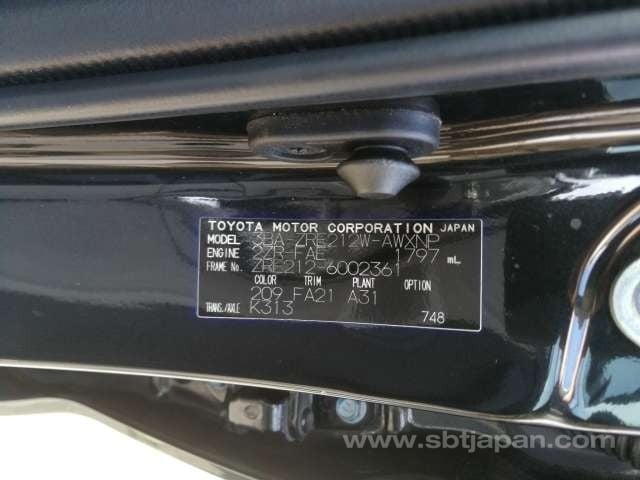 TOYOTA MOTOR CORPORATION JAPAN
MODEL 3BA-ZRE212W-AWXNP
ENGINE 2ZR-FAE 1797 mL
FRAME No. ZRE212-6002361
COLOR TRIM PLANT OPTION
209 FA21 A31
TRANS./AXLE K313
748
www.sbtjapan.com